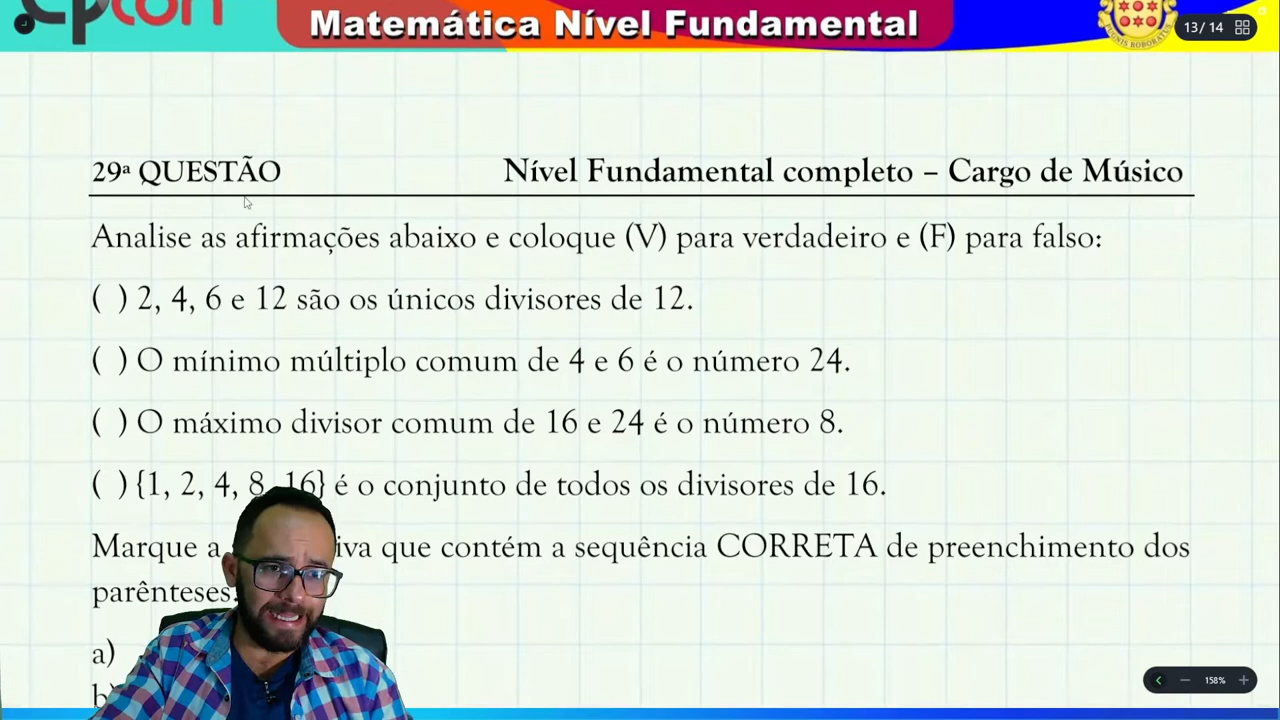 Matemática Nível Fundamental
13/ 14
29ª QUESTÃO Nível Fundamental completo – Cargo de Músico
Analise as afirmações abaixo e coloque (V) para verdadeiro e (F) para falso:
( ) 2, 4, 6 e 12 são os únicos divisores de 12.
( ) O mínimo múltiplo comum de 4 e 6 é o número 24.
( ) O máximo divisor comum de 16 e 24 é o número 8.
( ) {1, 2, 4, 8, 16} é o conjunto de todos os divisores de 16.
Marque a iva que contém a sequência CORRETA de preenchimento dos
parênteses.
a)
b)
158%